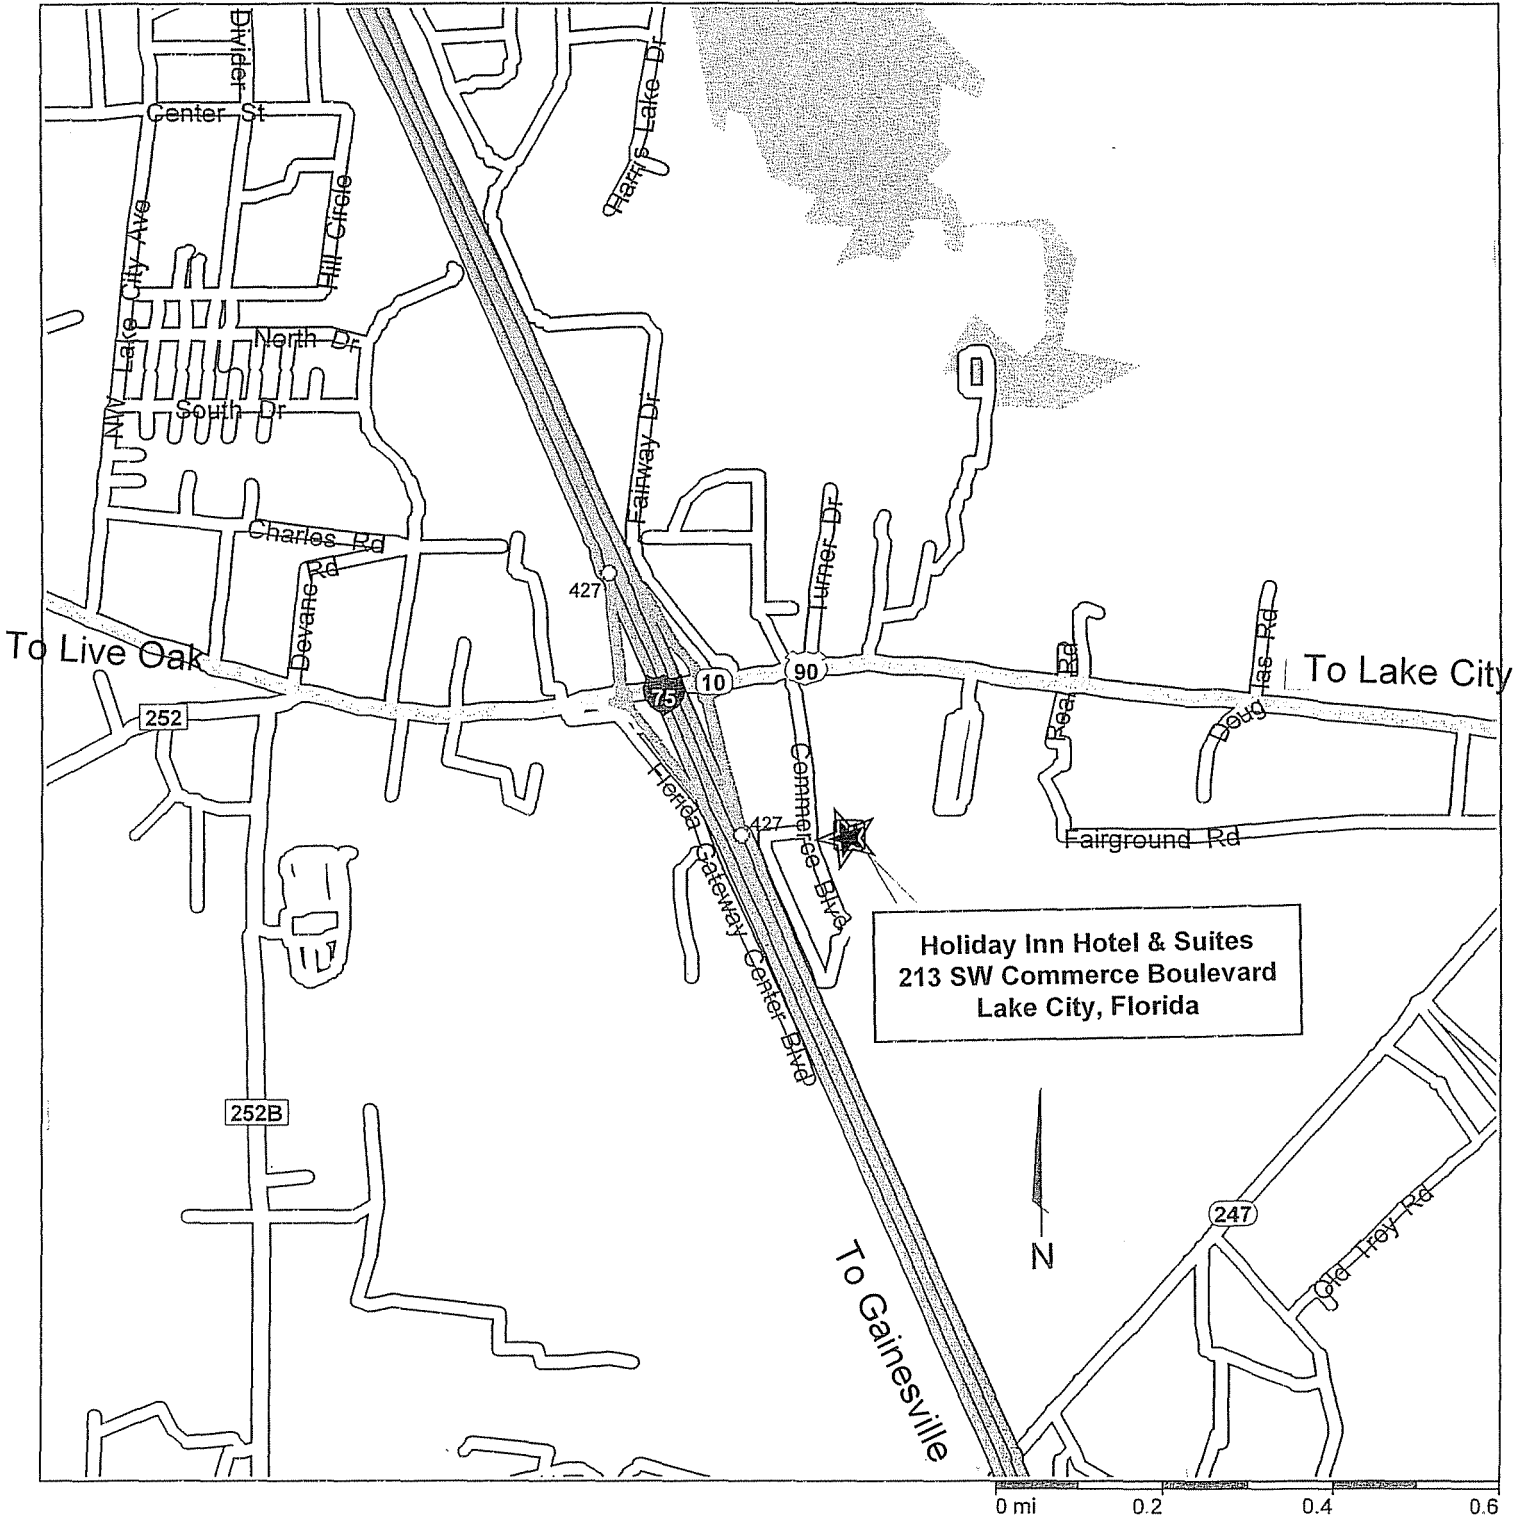 Divider
Center St
Harris Lake Dr
Hill Circle
NW Lake City Ave
North Dr
South Dr
Fairway Dr
Charles Rd
Devane Rd
Turner Dr
427
To Live Oak
To Lake City
75
10
90
252
Commerce Blvd
Florida Gateway Center Blvd
427
Fairground Rd
Holiday Inn Hotel & Suites
213 SW Commerce Boulevard
Lake City, Florida
252B
N
247
Old Troy Rd
To Gainesville
0 mi 0.2 0.4 0.6